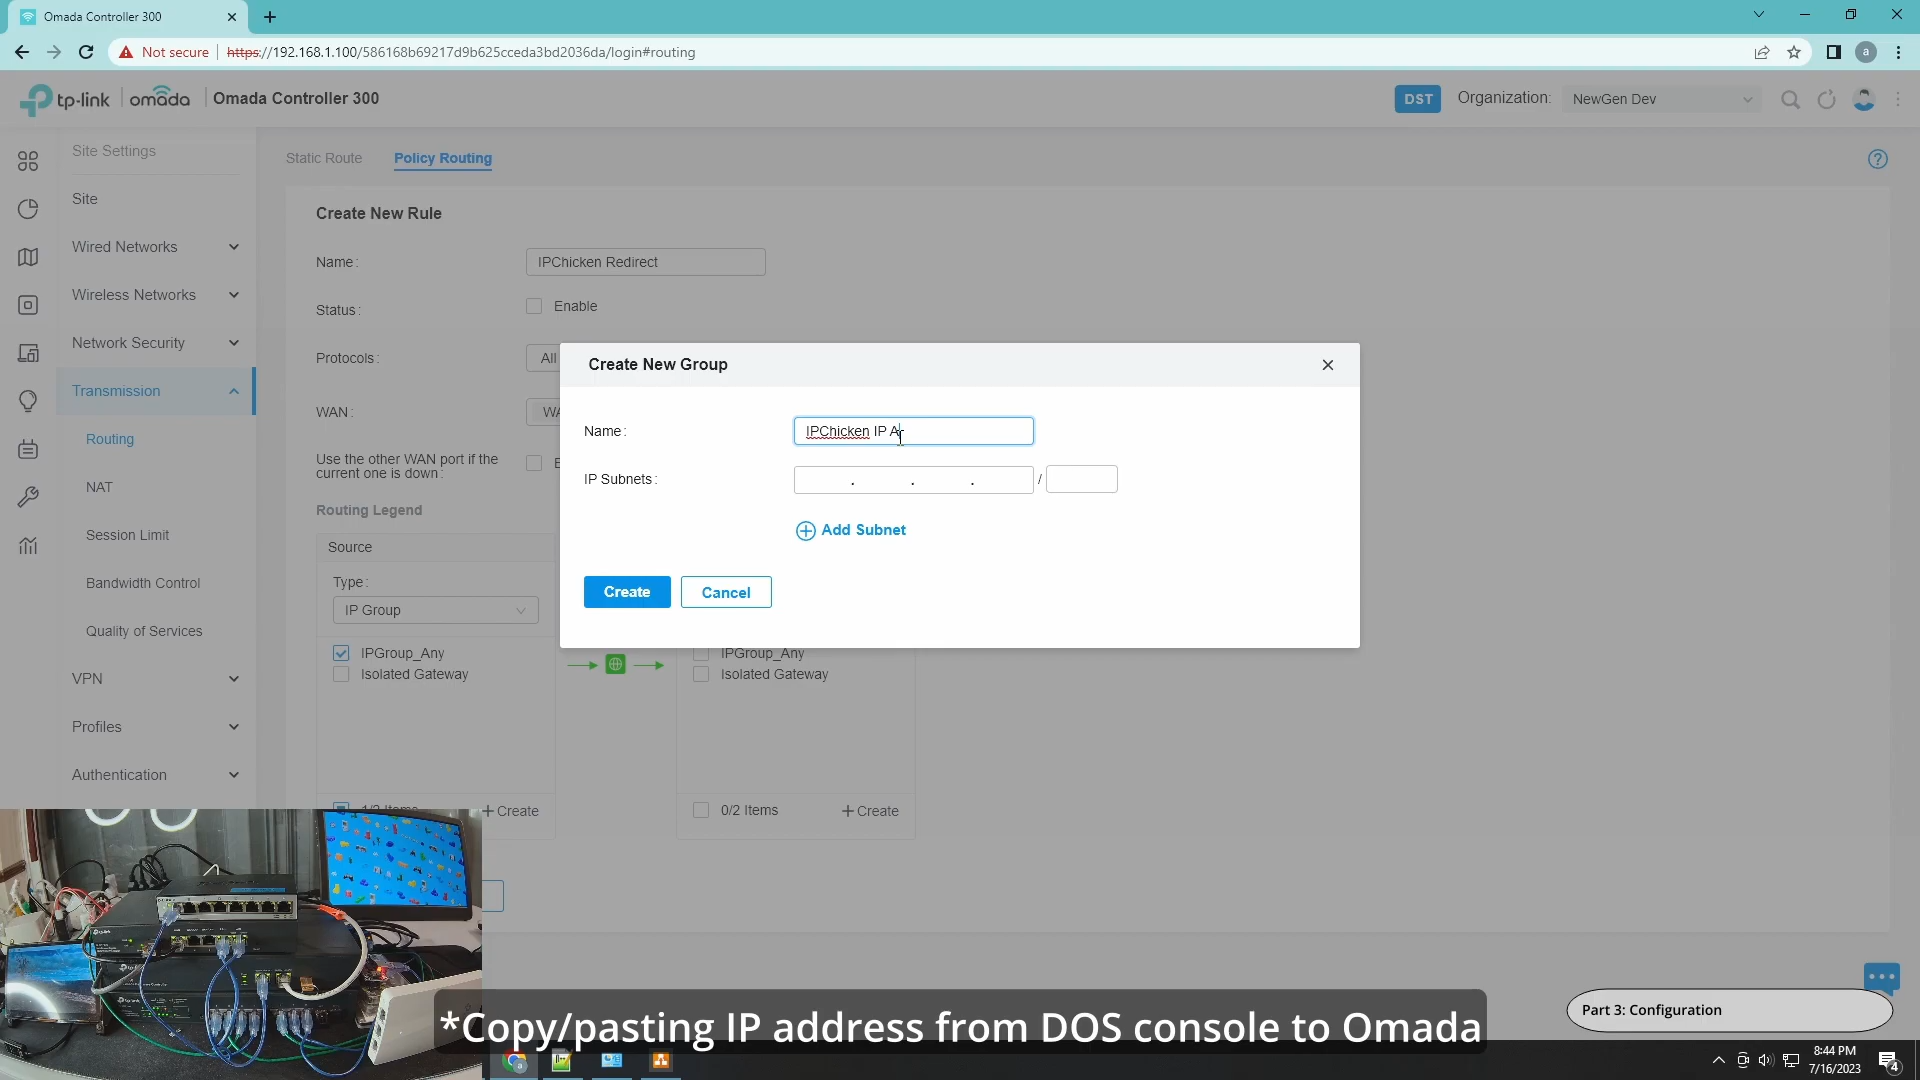 Omada Controller 300
Not secure
https://192.168.1.100/586168b69217d9b625cceda3bd2036da/login#routing
a
tp-link
omada
Omada Controller 300
DST
Organization:
NewGen Dev
Site Settings
Static Route
Policy Routing
Site
Create New Rule
Wired Networks
Name:
IPChicken Redirect
Wireless Networks
Status:
Enable
Network Security
Protocols:
All
Create New Group
Transmission
WAN:
WA
Name:
IPChicken IP A
Routing
Use the other WAN port if the
current one is down:
E
IP Subnets:
. . . /
NAT
Routing Legend
Add Subnet
Session Limit
Source
Bandwidth Control
Type:
IP Group
Create
Cancel
Quality of Services
IPGroup_Any
IPGroup_Any
Isolated Gateway
Isolated Gateway
VPN
Profiles
Authentication
1/2 Items
Create
0/2 Items
Create
Part 3: Configuration
*Copy/pasting IP address from DOS console to Omada
8:44 PM
7/16/2023
4